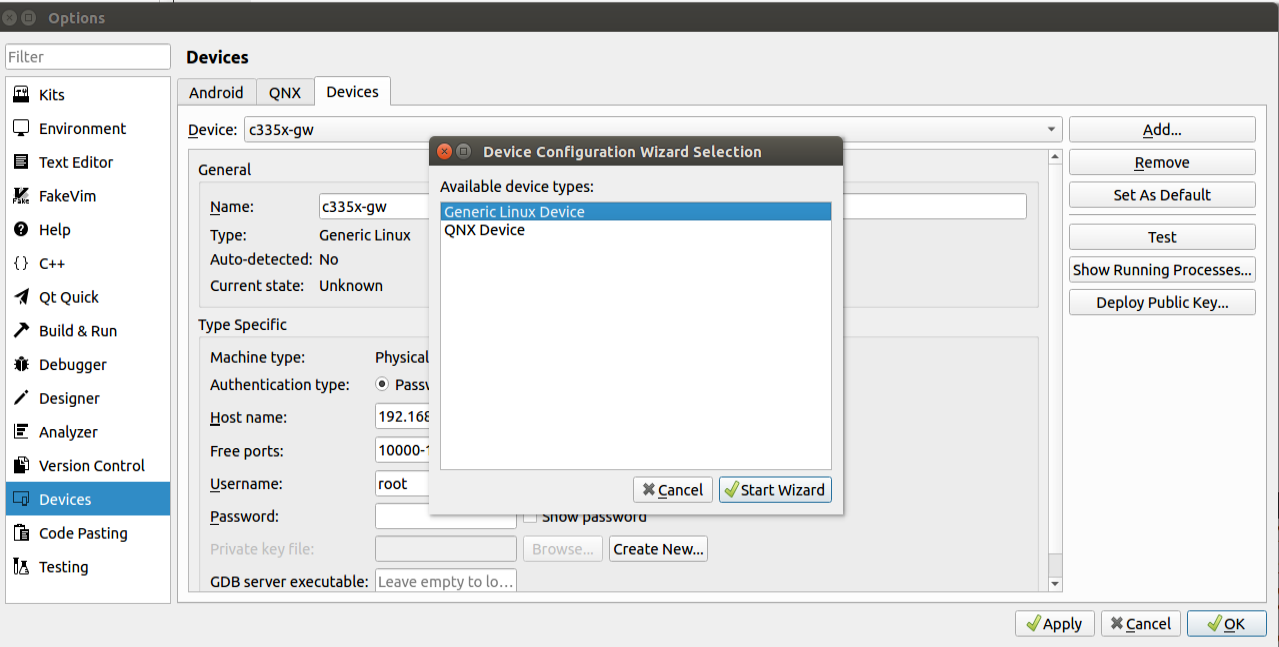 Options
Filter
Kits
Environment
Text Editor
FakeVim
Help
C++
Qt Quick
Build & Run
Debugger
Designer
Analyzer
Version Control
Devices
Code Pasting
Testing
Devices
Android QNX Devices
Device: c335x-gw
General
Name: c335x-gw
Type: Generic Linux
Auto-detected: No
Current state: Unknown
Type Specific
Machine type: Physical
Authentication type:
Host name: 192.168
Free ports: 10000-
Username: root
Password: Show password
Private key file: Browse... Create New...
GDB server executable: Leave empty to lo...
Device Configuration Wizard Selection
Available device types:
Generic Linux Device
QNX Device
Cancel Start Wizard
Add...
Remove
Set As Default
Test
Show Running Processes...
Deploy Public Key...
Apply Cancel OK